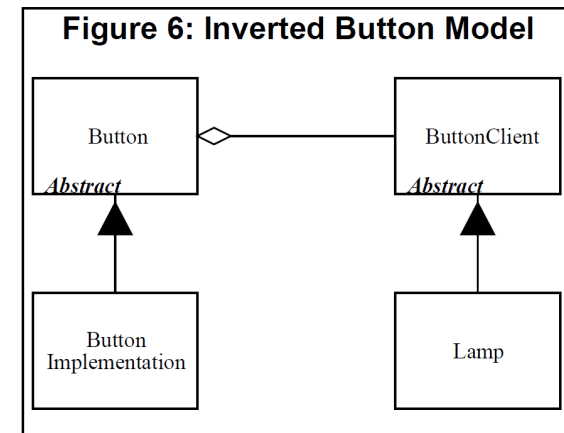 Figure 6: Inverted Button Model
Button
Abstract
ButtonClient
Abstract
Button
Implementation
Lamp